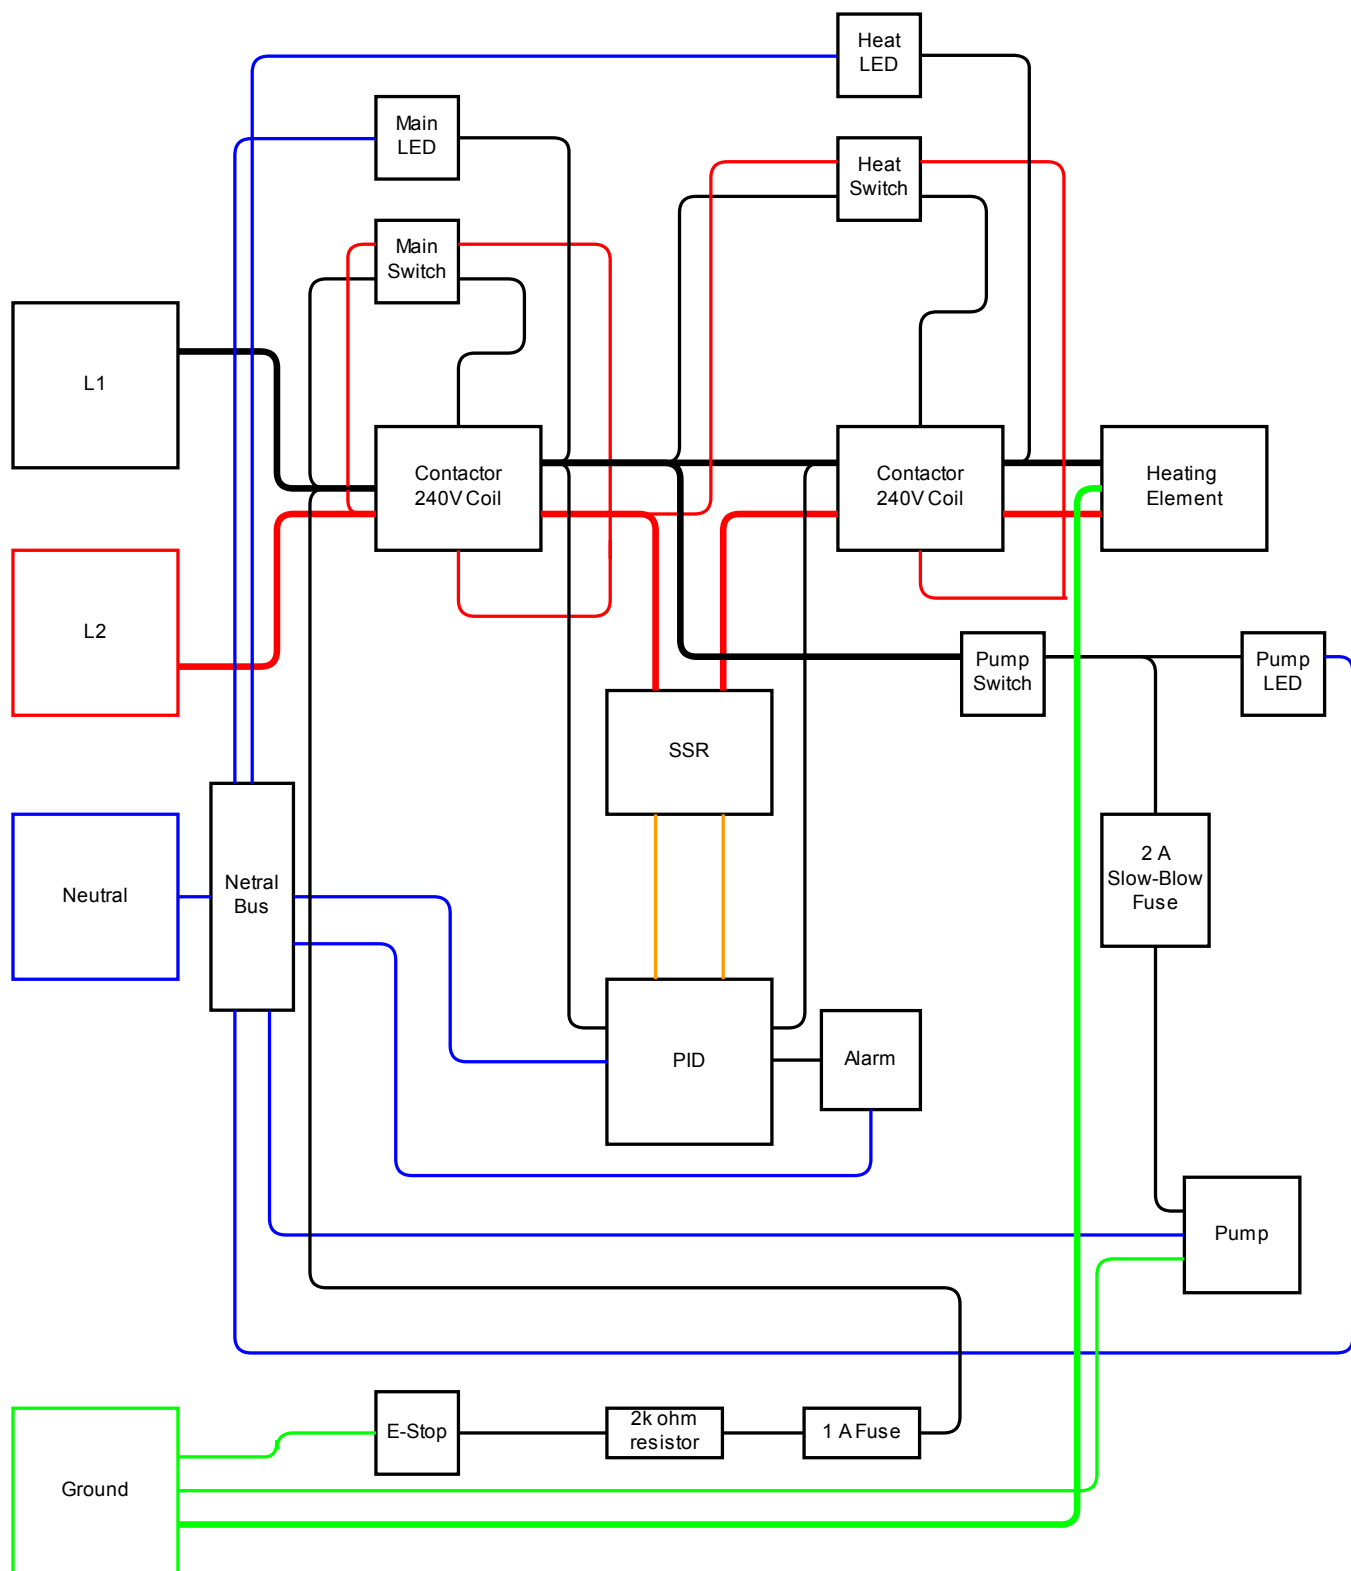 Heat
LED
Main
LED
Heat
Switch
Main
Switch
L1
Contactor
240V Coil
Contactor
240V Coil
Heating
Element
L2
Pump
Switch
Pump
LED
SSR
Neutral
Netral
Bus
2 A
Slow-Blow
Fuse
PID
Alarm
Pump
E-Stop
2k ohm
resistor
1 A Fuse
Ground